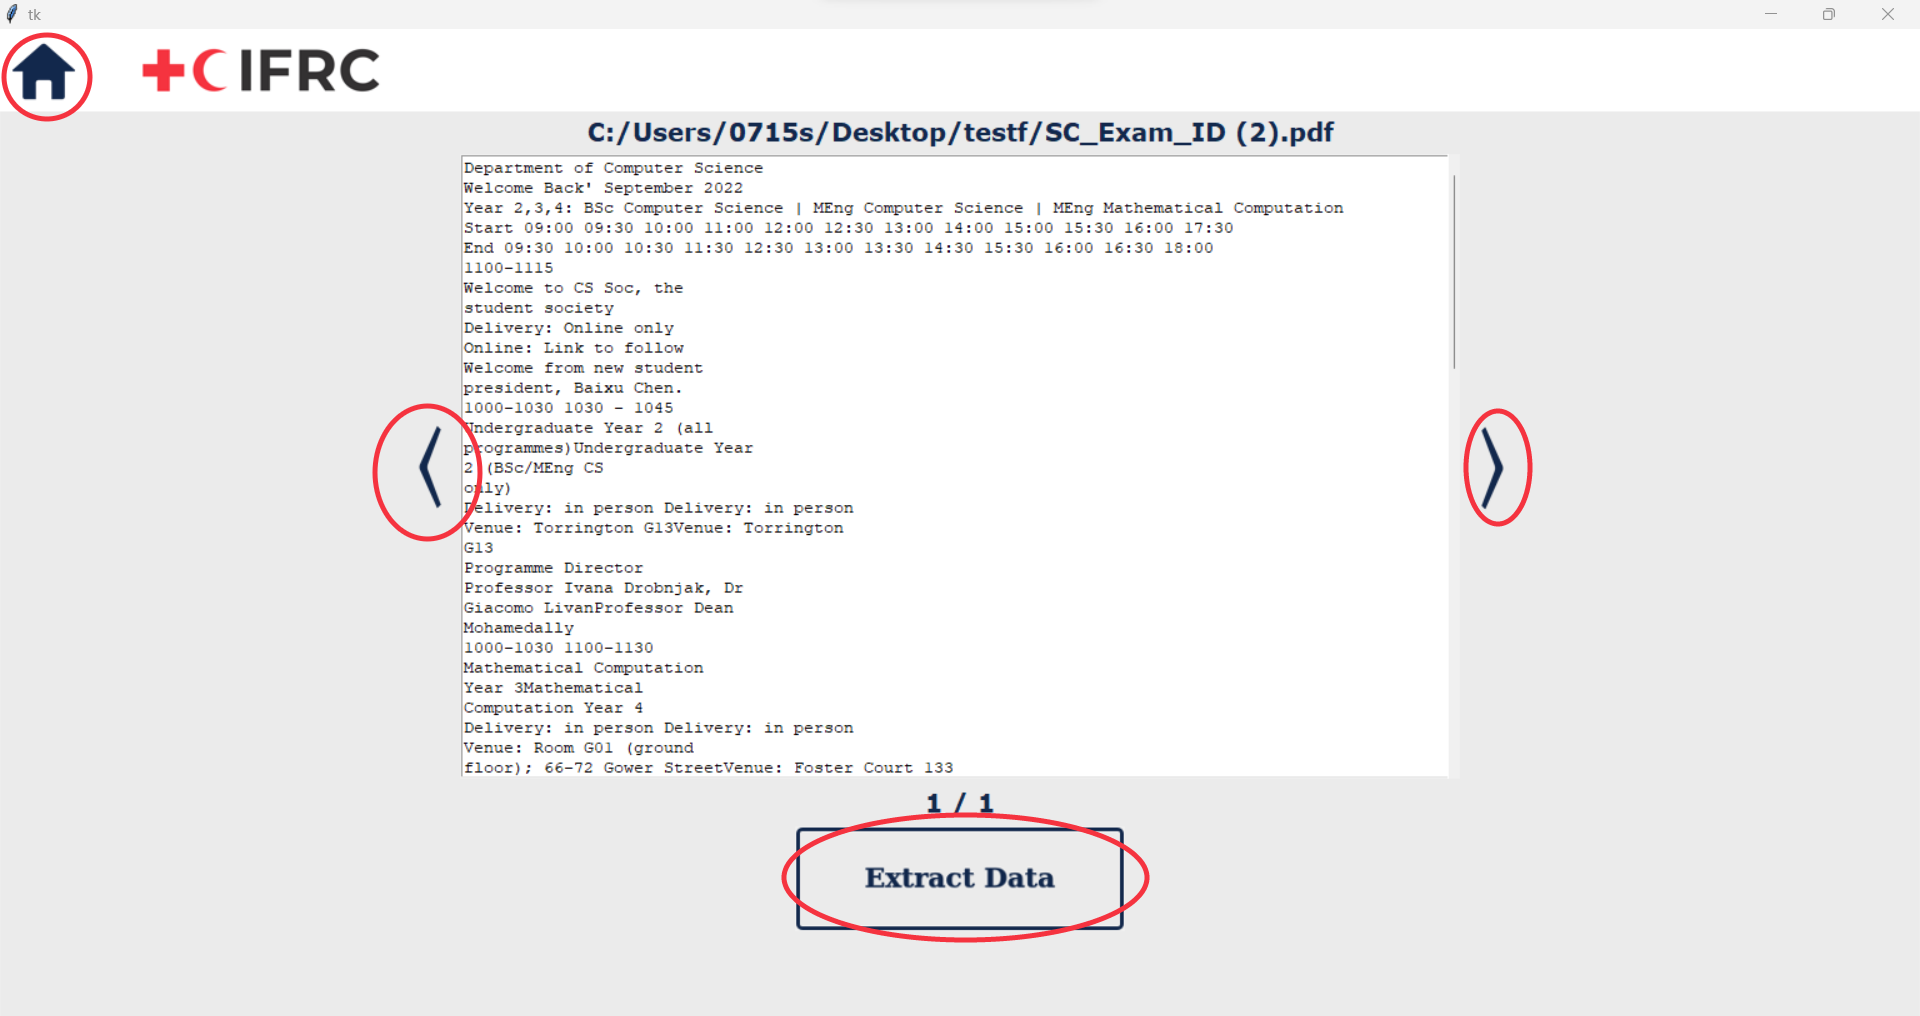 tk
IFRC
C:/Users/0715s/Desktop/testf/SC_Exam_ID (2).pdf
Department of Computer Science
Welcome Back' September 2022
Year 2,3,4: BSc Computer Science | MEng Computer Science | MEng Mathematical Computation
Start 09:00 09:30 10:00 11:00 12:00 12:30 13:00 14:00 15:00 15:30 16:00 17:30
End 09:30 10:00 10:30 11:30 12:30 13:00 13:30 14:30 15:30 16:00 16:30 18:00
1100-1115
Welcome to CS Soc, the
student society
Delivery: Online only
Online: Link to follow
Welcome from new student
president, Baixu Chen.
1000-1030 1030 - 1045
Undergraduate Year 2 (all
programmes)Undergraduate Year
2 (BSc/MEng CS
only)
Delivery: in person Delivery: in person
Venue: Torrington G13Venue: Torrington
G13
Programme Director
Professor Ivana Drobnjak, Dr
Giacomo LivanProfessor Dean
Mohamedally
1000-1030 1100-1130
Mathematical Computation
Year 3Mathematical
Computation Year 4
Delivery: in person Delivery: in person
Venue: Room G01 (ground
floor); 66-72 Gower StreetVenue: Foster Court 133
1 / 1
Extract Data